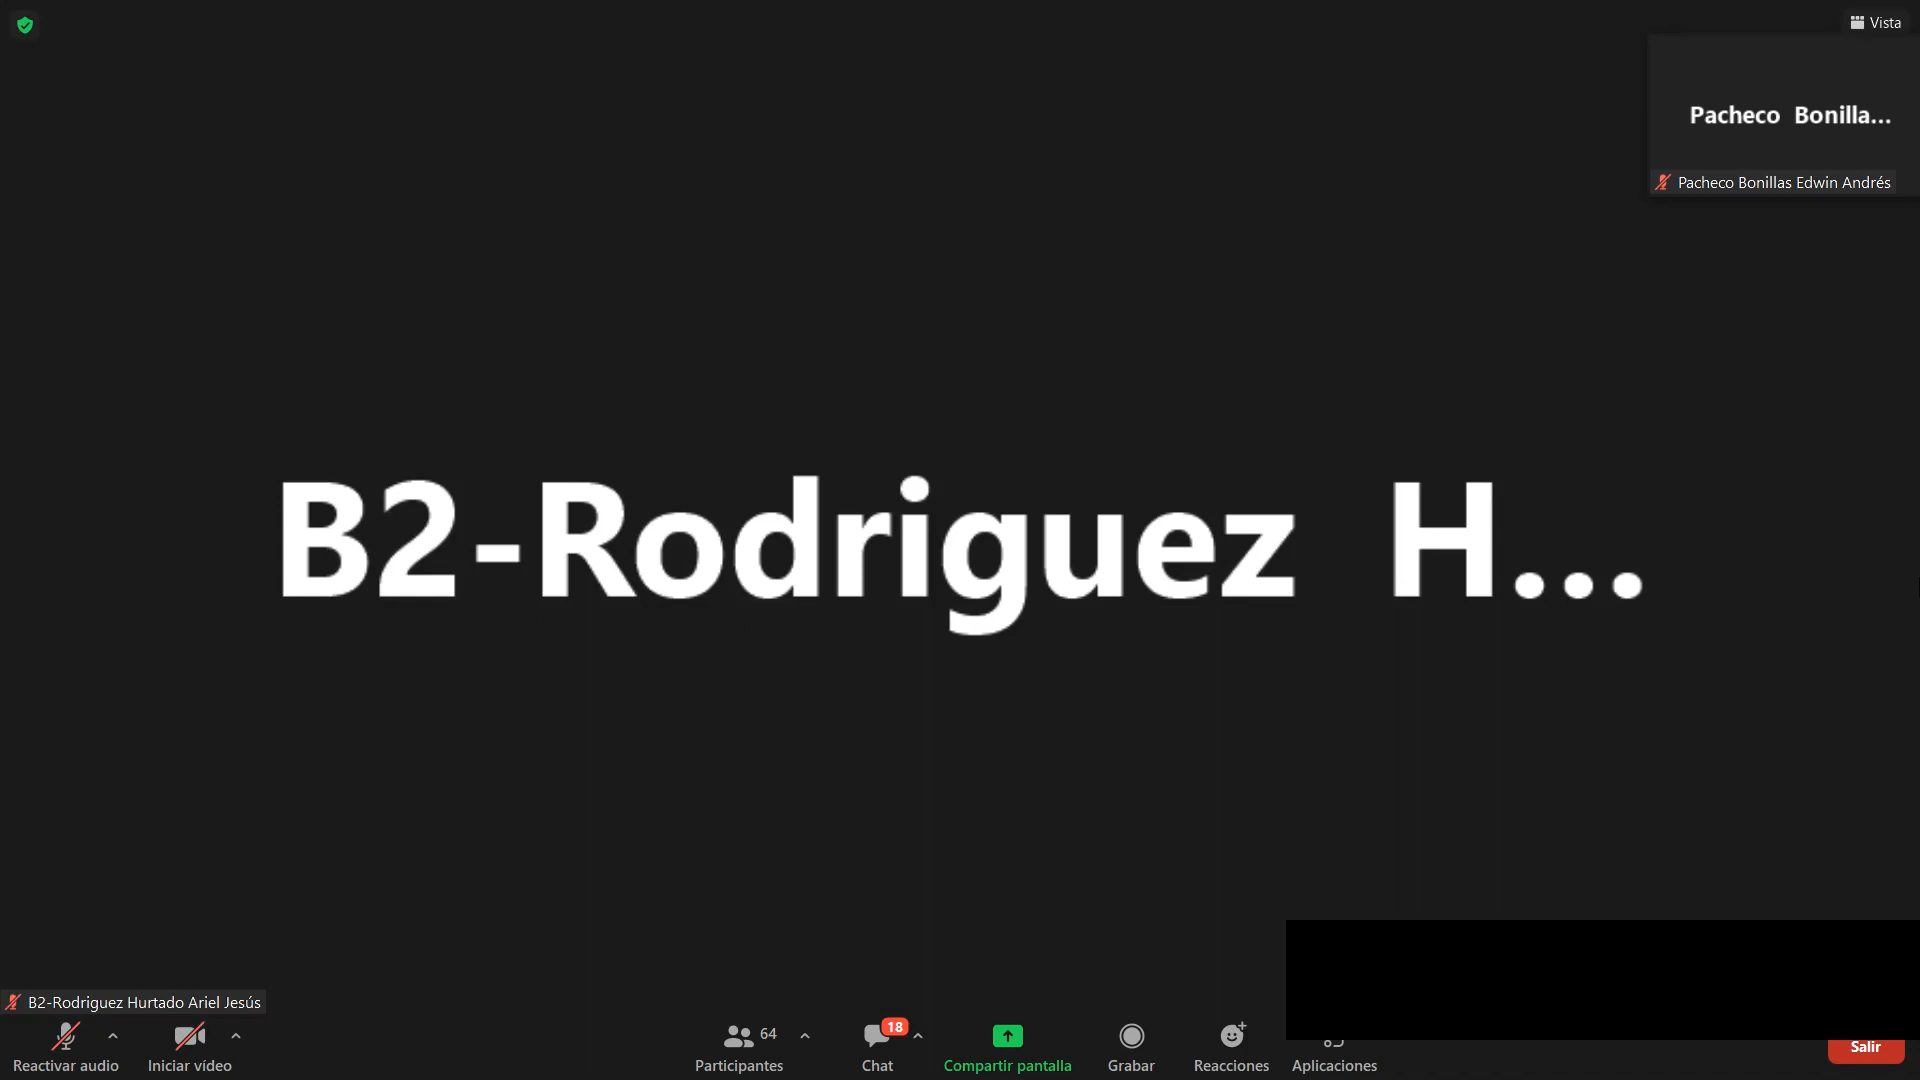 Vista
Pacheco Bonilla...
Pacheco Bonillas Edwin Andrés
B2-Rodriguez H...
B2-Rodriguez Hurtado Ariel Jesús
Reactivar audio
Iniciar vídeo
64
Participantes
18
Chat
Compartir pantalla
Grabar
Reacciones
Aplicaciones
Salir